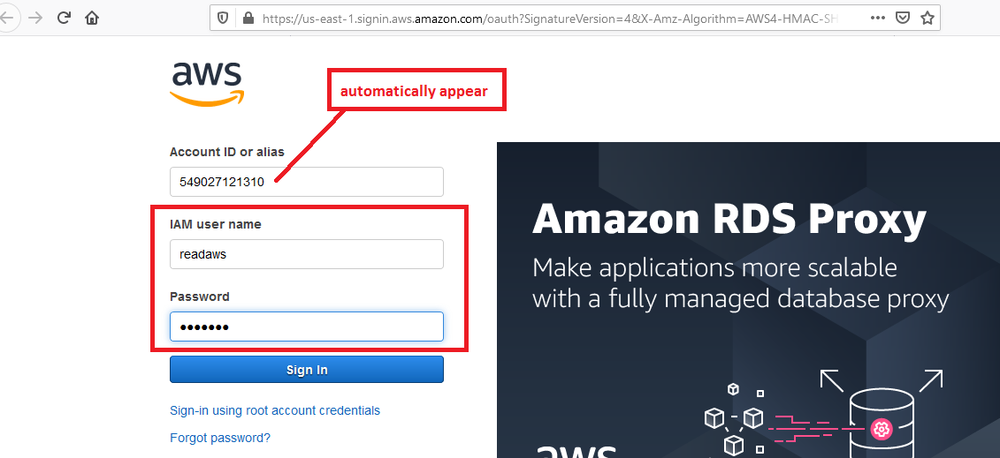 https://us-east-1.signin.aws.amazon.com/oauth?SignatureVersion=4&X-Amz-Algorithm=AWS4-HMAC-SH
aws
automatically appear
Account ID or alias
549027121310
IAM user name
readaws
Password
•••••••
Sign In
Sign-in using root account credentials
Forgot password?
Amazon RDS Proxy
Make applications more scalable
with a fully managed database proxy
aws